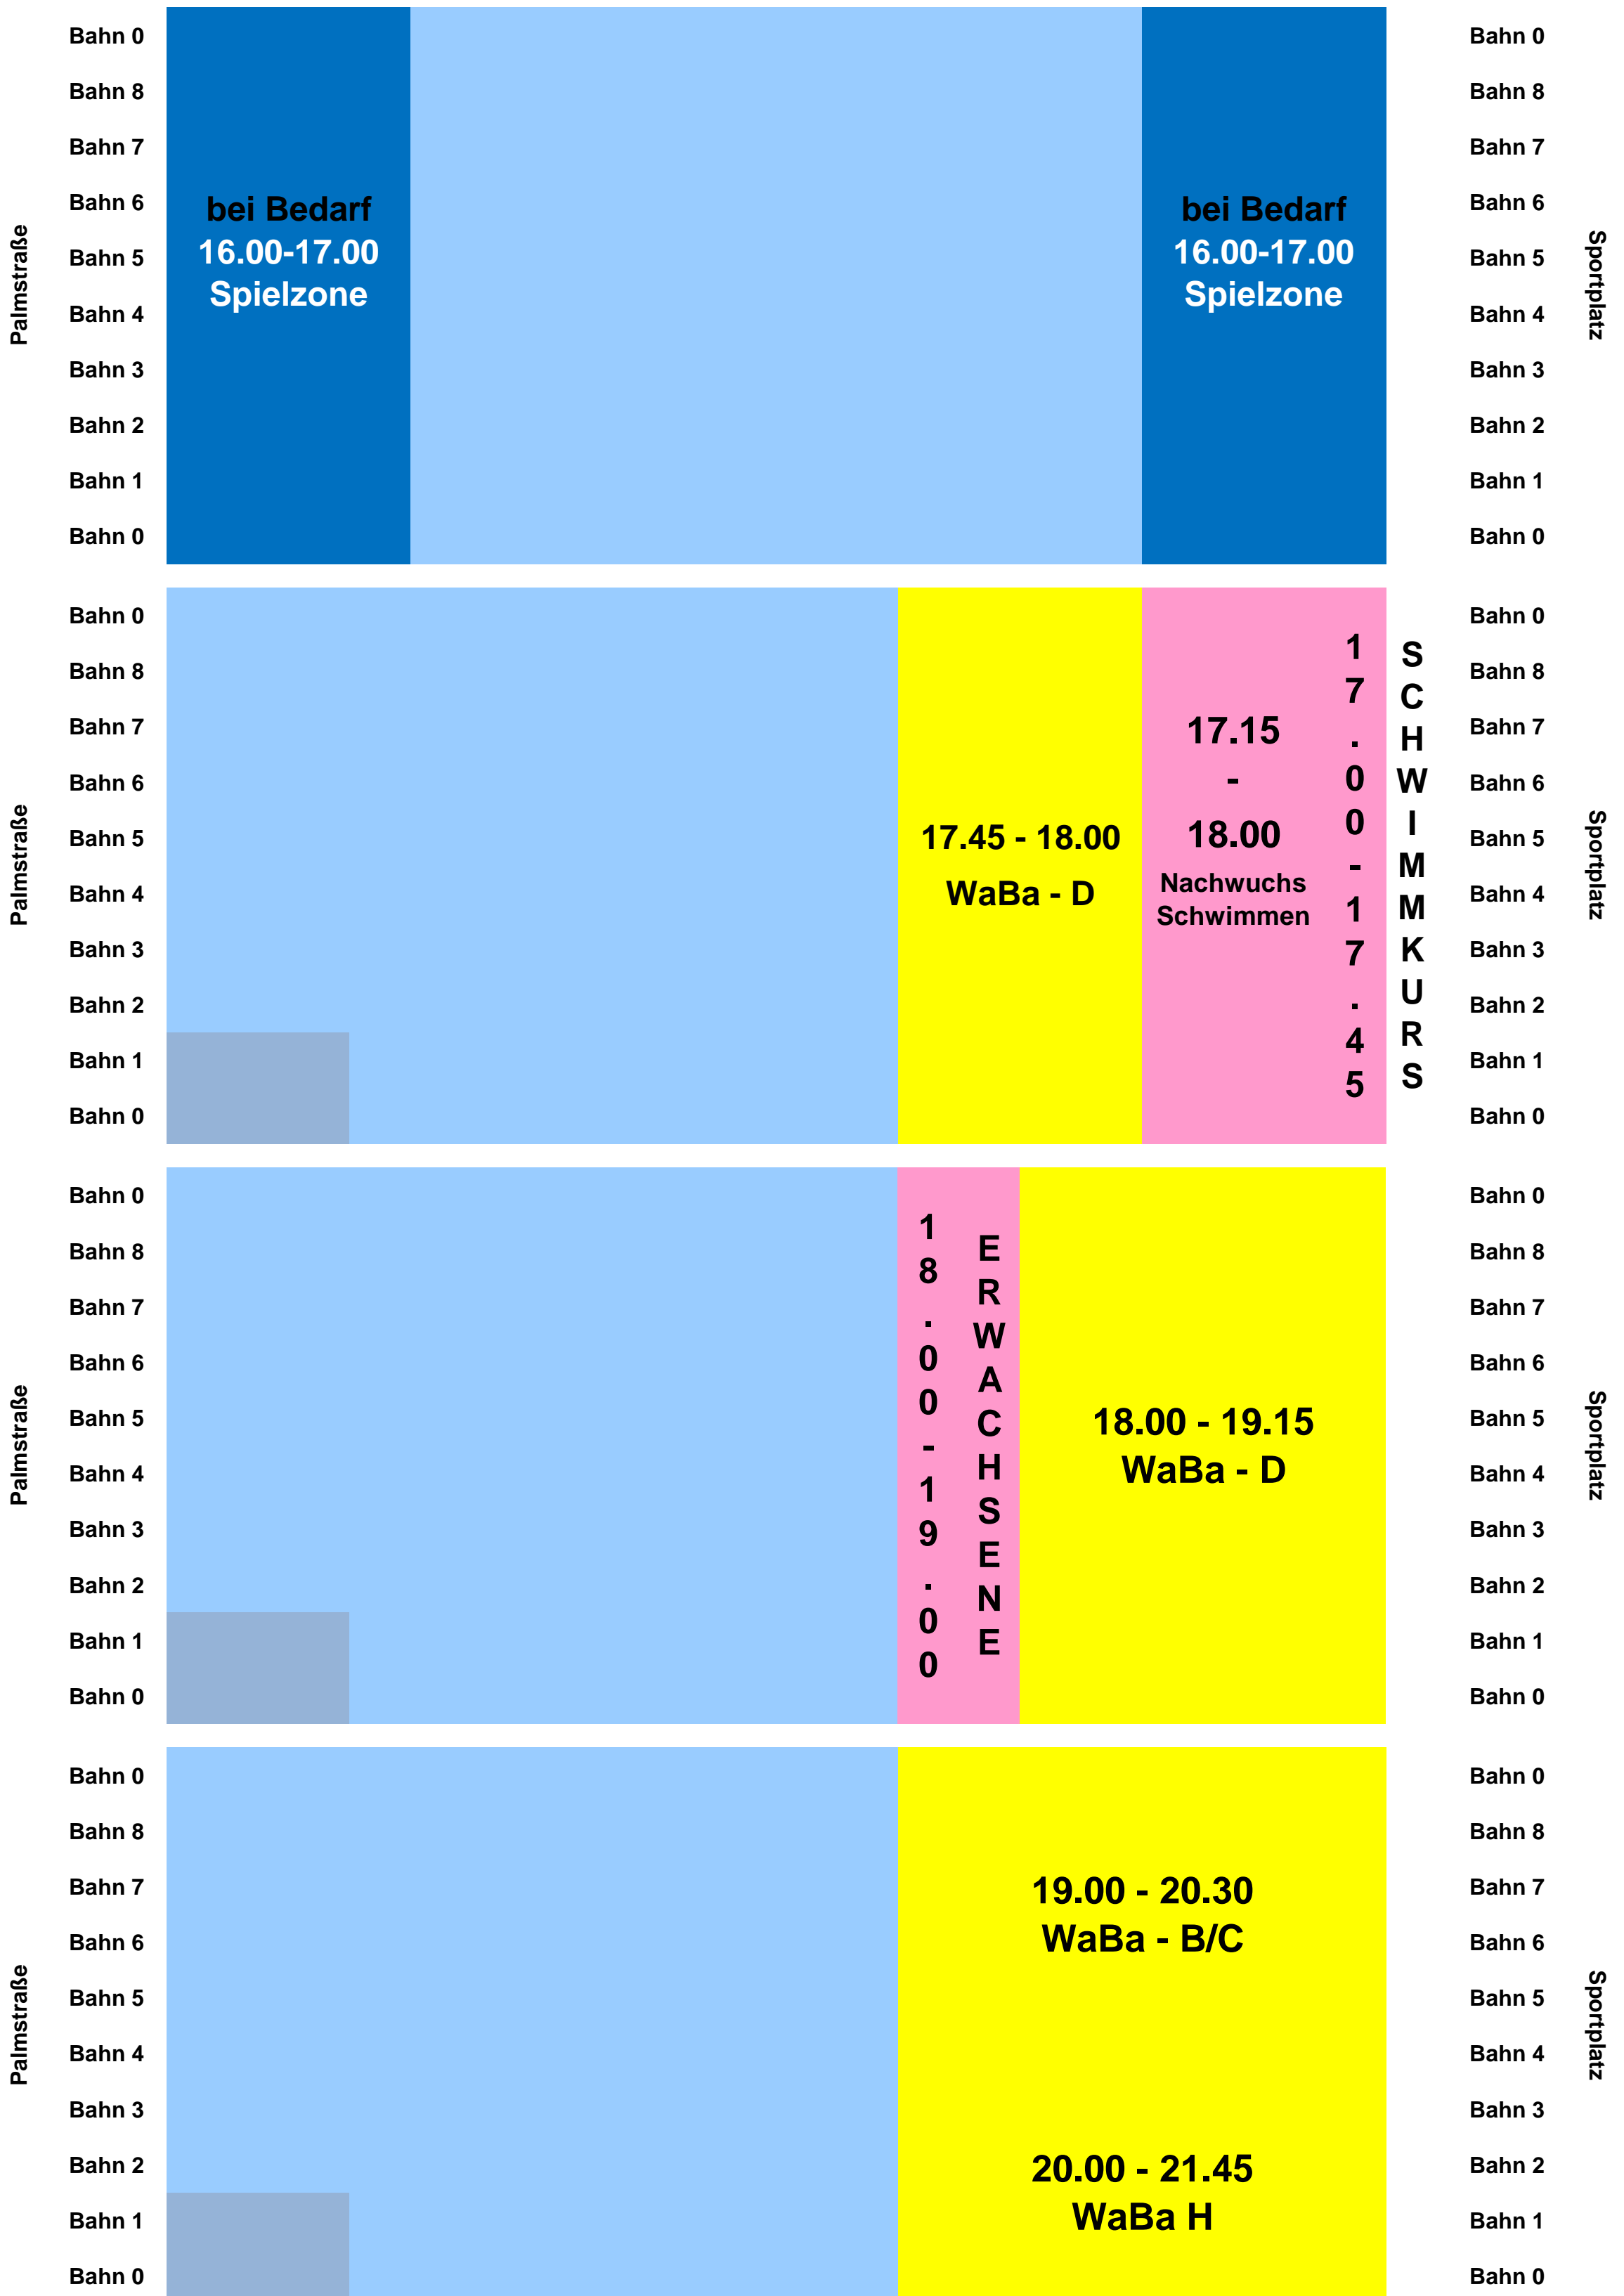 Palmstraße
Bahn 0
Bahn 8
Bahn 7
Bahn 6
Bahn 5
Bahn 4
Bahn 3
Bahn 2
Bahn 1
Bahn 0
bei Bedarf
16.00-17.00
Spielzone
bei Bedarf
16.00-17.00
Spielzone
Bahn 0
Bahn 8
Bahn 7
Bahn 6
Bahn 5
Bahn 4
Bahn 3
Bahn 2
Bahn 1
Bahn 0
Sportplatz
Palmstraße
Bahn 0
Bahn 8
Bahn 7
Bahn 6
Bahn 5
Bahn 4
Bahn 3
Bahn 2
Bahn 1
Bahn 0
17.45 - 18.00
WaBa - D
17.15
-
18.00
Nachwuchs
Schwimmen
17.00-17.45
SCHWIMMKURS
Bahn 0
Bahn 8
Bahn 7
Bahn 6
Bahn 5
Bahn 4
Bahn 3
Bahn 2
Bahn 1
Bahn 0
Sportplatz
Palmstraße
Bahn 0
Bahn 8
Bahn 7
Bahn 6
Bahn 5
Bahn 4
Bahn 3
Bahn 2
Bahn 1
Bahn 0
18.00-19.00
ERWACHSENE
18.00 - 19.15
WaBa - D
Bahn 0
Bahn 8
Bahn 7
Bahn 6
Bahn 5
Bahn 4
Bahn 3
Bahn 2
Bahn 1
Bahn 0
Sportplatz
Palmstraße
Bahn 0
Bahn 8
Bahn 7
Bahn 6
Bahn 5
Bahn 4
Bahn 3
Bahn 2
Bahn 1
Bahn 0
19.00 - 20.30
WaBa - B/C
20.00 - 21.45
WaBa H
Bahn 0
Bahn 8
Bahn 7
Bahn 6
Bahn 5
Bahn 4
Bahn 3
Bahn 2
Bahn 1
Bahn 0
Sportplatz